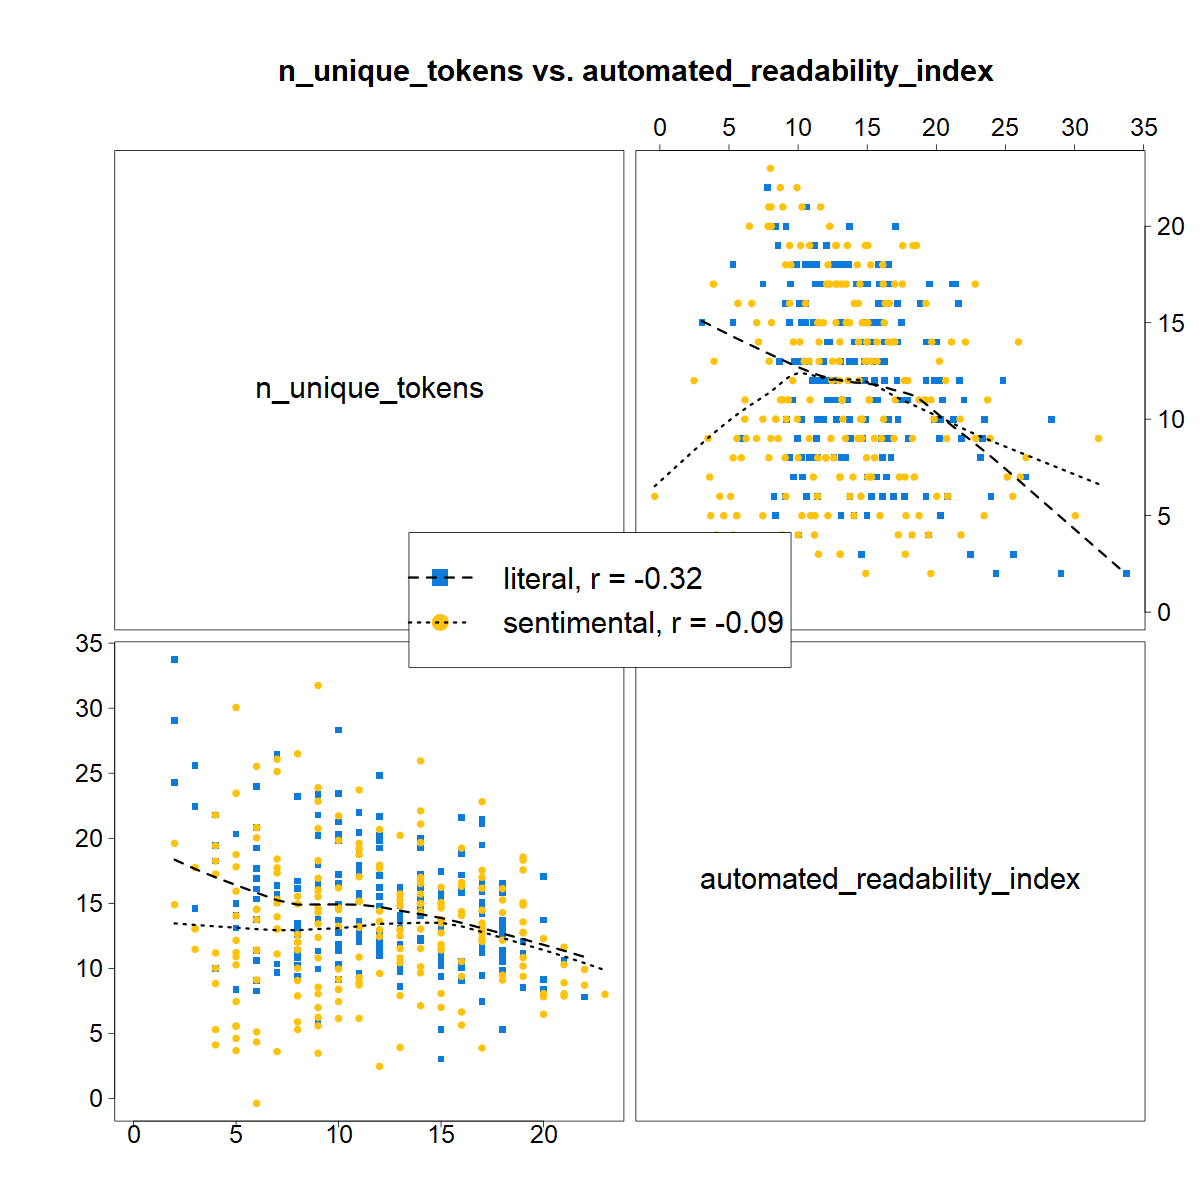 n_unique_tokens vs. automated_readability_index
0 5 10 15 20 25 30 35
n_unique_tokens
20
15
10
5
0
literal, r = -0.32
sentimental, r = -0.09
35
30
25
20
15
10
5
0
automated_readability_index
0 5 10 15 20